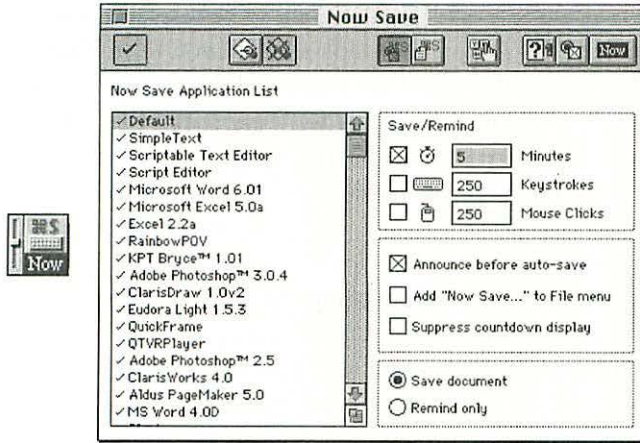 Now Save
Now
Now Save Application List
✓ Default
✓ SimpleText
✓ Scriptable Text Editor
✓ Script Editor
✓ Microsoft Word 6.01
✓ Microsoft Excel 5.0a
✓ Excel 2.2a
✓ RainbowPOV
✓ KPT Bryce™ 1.01
✓ Adobe Photoshop™ 3.0.4
✓ ClarisDraw 1.0v2
✓ Eudora Light 1.5.3
✓ QuickFrame
✓ QTVRPlayer
✓ Adobe Photoshop™ 2.5
✓ ClarisWorks 4.0
✓ Aldus PageMaker 5.0
✓ MS Word 4.0D
Save/Remind
5 Minutes
250 Keystrokes
250 Mouse Clicks
Announce before auto-save
Add "Now Save..." to File menu
Suppress countdown display
Save document
Remind only
⌘S
Now